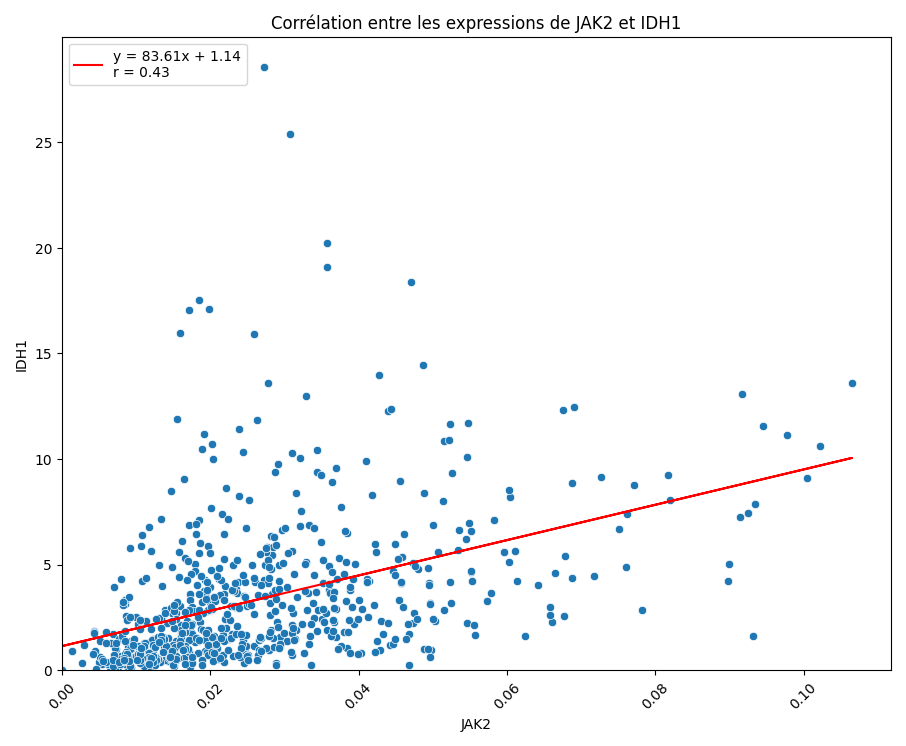 Corrélation entre les expressions de JAK2 et IDH1
y = 83.61x + 1.14
r = 0.43
25
20
15
10
5
0
IDH1
0.00
0.02
0.04
0.06
0.08
0.10
JAK2